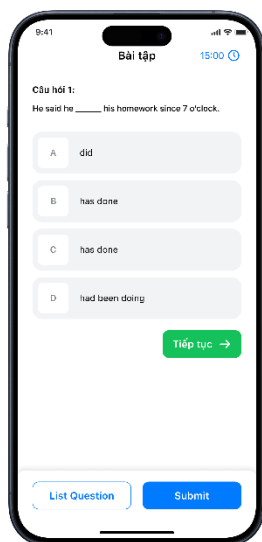 9:41
Bài tập
15:00
Câu hỏi 1:
He said he _____ his homework since 7 o'clock.
A did
B has done
C has done
D had been doing
Tiếp tục →
List Question
Submit